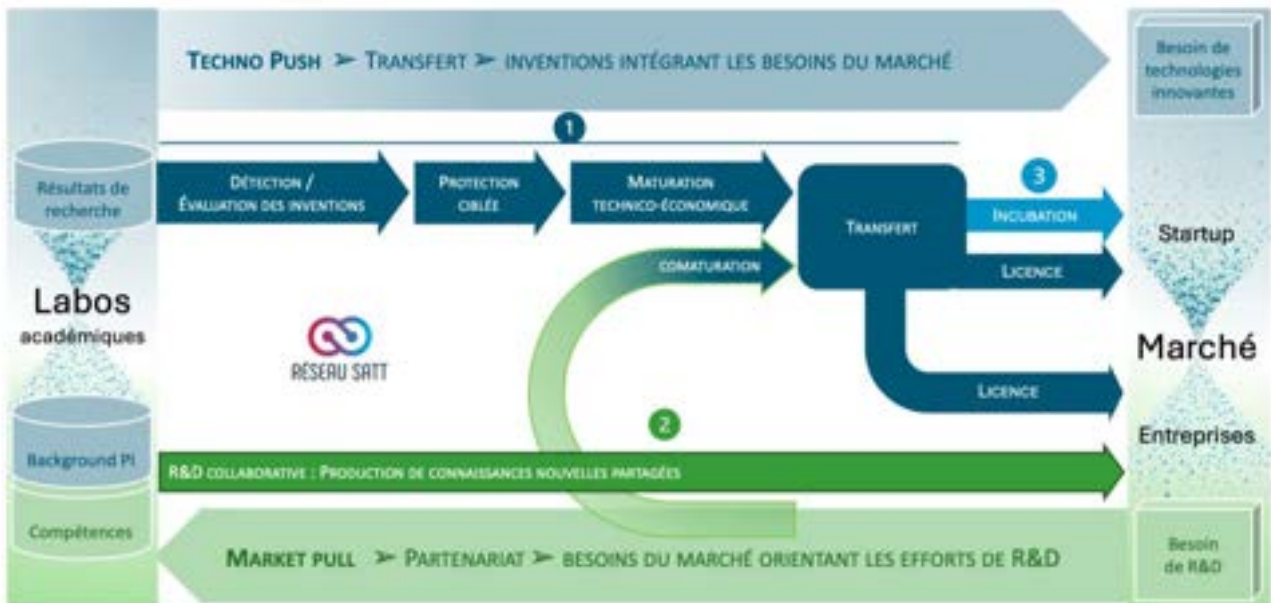 TECHNO PUSH ➢ TRANSFERT ➢ INVENTIONS INTÉGRANT LES BESOINS DU MARCHÉ
Besoin de
technologies
innovantes
1
Résultats de
recherche
DÉTECTION /
ÉVALUATION DES INVENTIONS
PROTECTION
CIBLÉE
MATURATION
TECHNICO-ÉCONOMIQUE
TRANSFERT
3
INCUBATION
Startup
COMATURATION
LICENCE
Labos
académiques
RÉSEAU SATT
Marché
LICENCE
2
Entreprises
Background PI
R&D COLLABORATIVE : PRODUCTION DE CONNAISSANCES NOUVELLES PARTAGÉES
Compétences
MARKET PULL ➢ PARTENARIAT ➢ BESOINS DU MARCHÉ ORIENTANT LES EFFORTS DE R&D
Besoin
de R&D